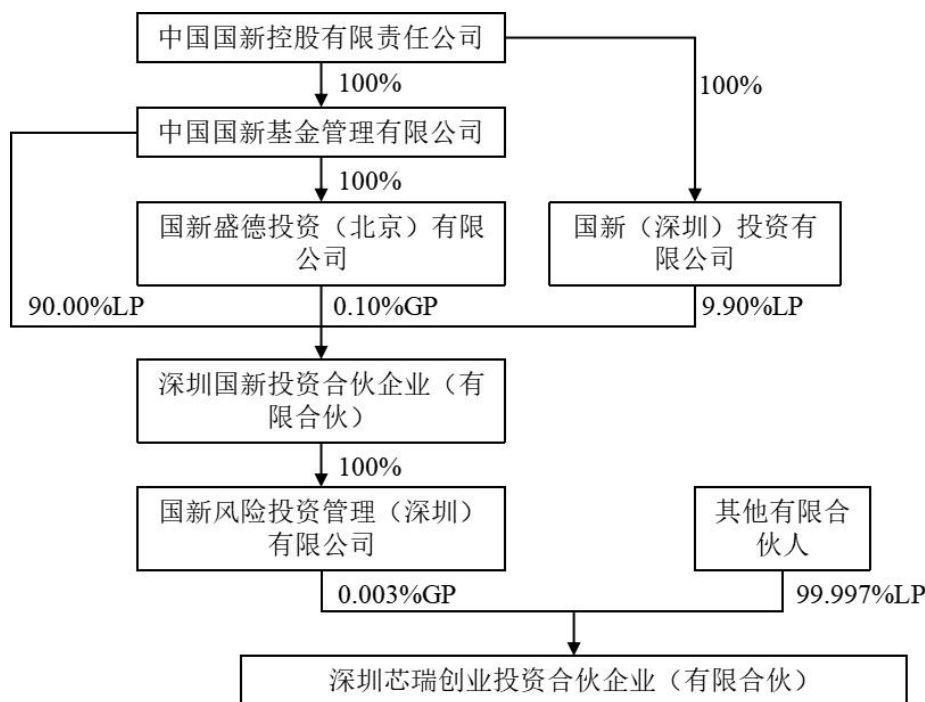 中国国新控股有限责任公司
100%
100%
中国国新基金管理有限公司
100%
国新盛德投资（北京）有限
公司
国新（深圳）投资有
限公司
90.00%LP
0.10%GP
9.90%LP
深圳国新投资合伙企业（有
限合伙）
100%
国新风险投资管理（深圳）
有限公司
其他有限合
伙人
0.003%GP
99.997%LP
深圳芯瑞创业投资合伙企业（有限合伙）